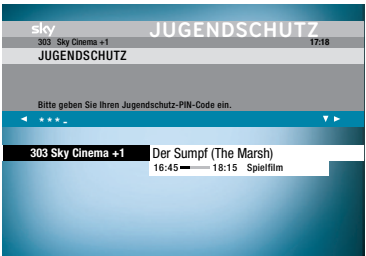 sky JUGENDSCHUTZ
303 Sky Cinema +1 17:18
JUGENDSCHUTZ
Bitte geben Sie Ihren Jugendschutz-PIN-Code ein.
* * * _
303 Sky Cinema +1 Der Sumpf (The Marsh)
16:45 18:15 Spielfilm